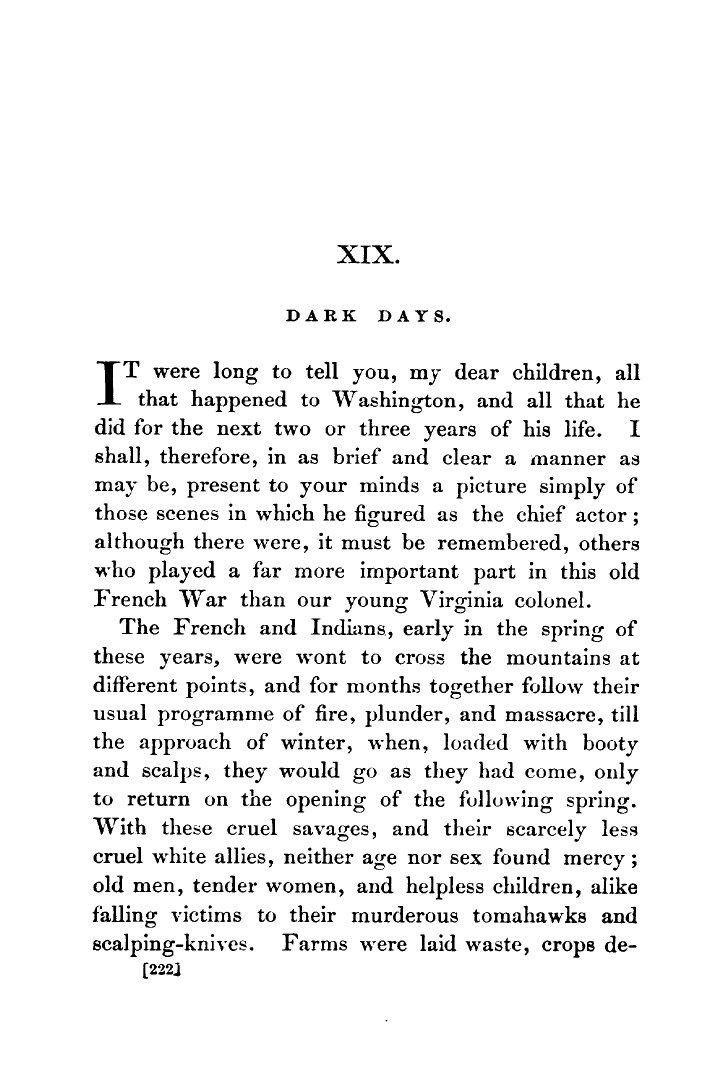 XIX.
DARK DAYS.
IT were long to tell you, my dear children, all
that happened to Washington, and all that he
did for the next two or three years of his life. I
shall, therefore, in as brief and clear a manner as
may be, present to your minds a picture simply of
those scenes in which he figured as the chief actor;
although there were, it must be remembered, others
who played a far more important part in this old
French War than our young Virginia colonel.
The French and Indians, early in the spring of
these years, were wont to cross the mountains at
different points, and for months together follow their
usual programme of fire, plunder, and massacre, till
the approach of winter, when, loaded with booty
and scalps, they would go as they had come, only
to return on the opening of the following spring.
With these cruel savages, and their scarcely less
cruel white allies, neither age nor sex found mercy;
old men, tender women, and helpless children, alike
falling victims to their murderous tomahawks and
scalping-knives. Farms were laid waste, crops de-
[222]